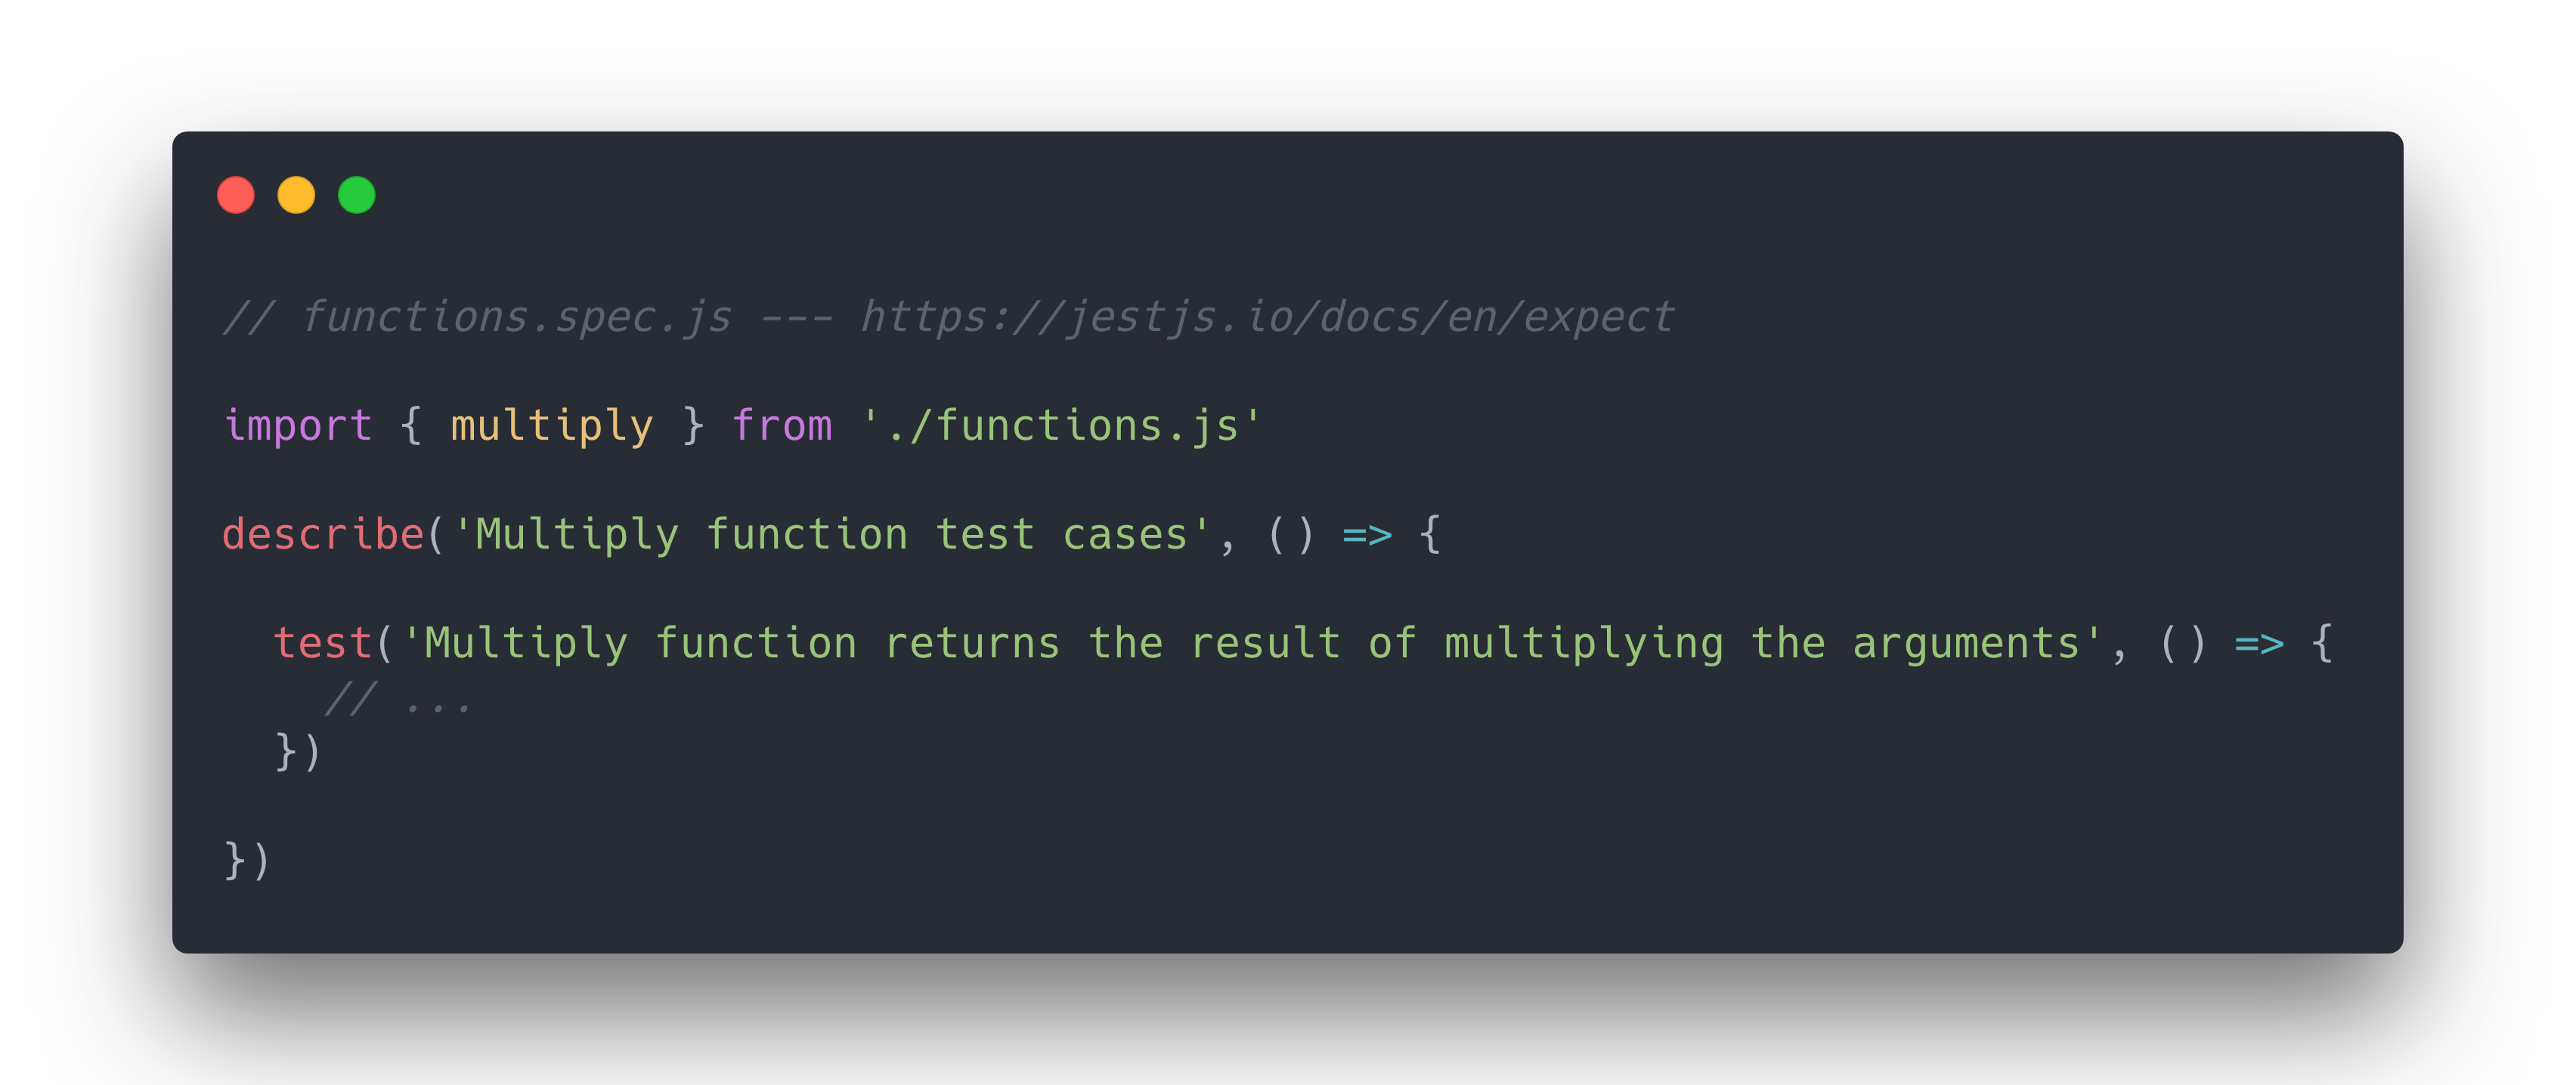 // functions.spec.js --- https://jestjs.io/docs/en/expect
import { multiply } from './functions.js'
describe('Multiply function test cases', () => {
  test('Multiply function returns the result of multiplying the arguments', () => {
    // ...
  })
})